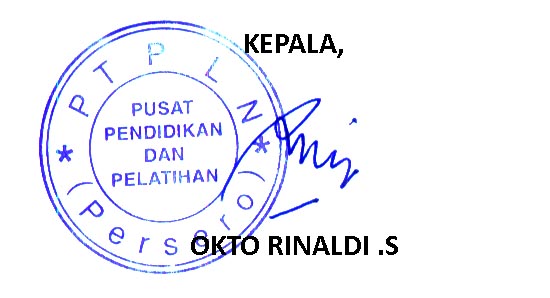 KEPALA,
PT PLN
(Persero)
PUSAT
PENDIDIKAN
DAN
PELATIHAN
OKTO RINALDI .S